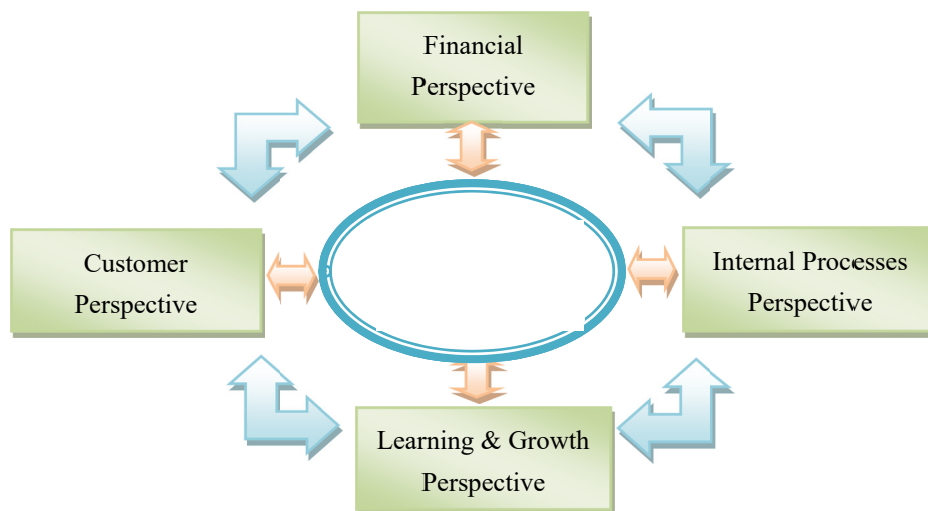 Financial
Perspective
Customer
Perspective
Internal Processes
Perspective
Learning & Growth
Perspective